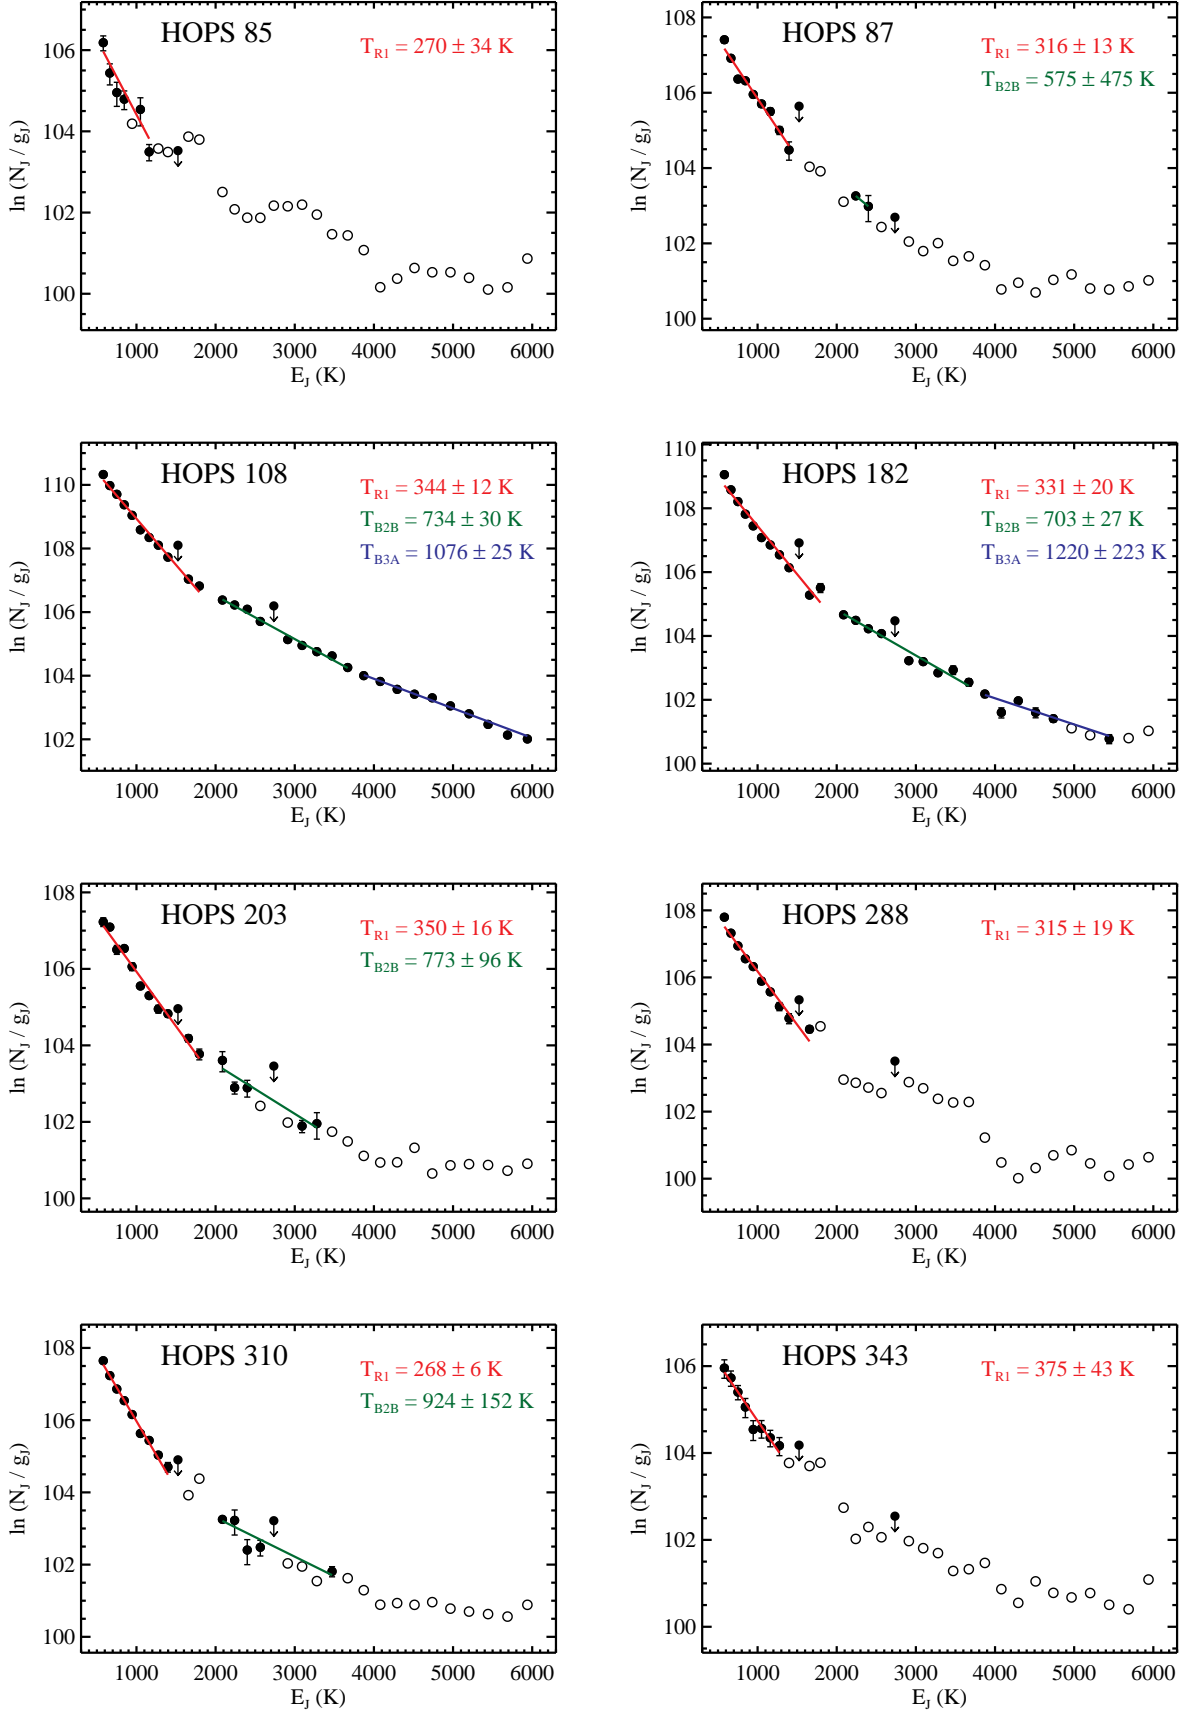 HOPS 85
T_R1 = 270 ± 34 K
106
104
102
100
ln (N_J / g_J)
1000 2000 3000 4000 5000 6000
E_J (K)
HOPS 87
T_R1 = 316 ± 13 K
T_B2B = 575 ± 475 K
108
106
104
102
100
ln (N_J / g_J)
1000 2000 3000 4000 5000 6000
E_J (K)
HOPS 108
T_R1 = 344 ± 12 K
T_B2B = 734 ± 30 K
T_B3A = 1076 ± 25 K
110
108
106
104
102
ln (N_J / g_J)
1000 2000 3000 4000 5000 6000
E_J (K)
HOPS 182
T_R1 = 331 ± 20 K
T_B2B = 703 ± 27 K
T_B3A = 1220 ± 223 K
110
108
106
104
102
100
ln (N_J / g_J)
1000 2000 3000 4000 5000 6000
E_J (K)
HOPS 203
T_R1 = 350 ± 16 K
T_B2B = 773 ± 96 K
108
106
104
102
100
ln (N_J / g_J)
1000 2000 3000 4000 5000 6000
E_J (K)
HOPS 288
T_R1 = 315 ± 19 K
108
106
104
102
100
ln (N_J / g_J)
1000 2000 3000 4000 5000 6000
E_J (K)
HOPS 310
T_R1 = 268 ± 6 K
T_B2B = 924 ± 152 K
108
106
104
102
100
ln (N_J / g_J)
1000 2000 3000 4000 5000 6000
E_J (K)
HOPS 343
T_R1 = 375 ± 43 K
106
104
102
100
ln (N_J / g_J)
1000 2000 3000 4000 5000 6000
E_J (K)